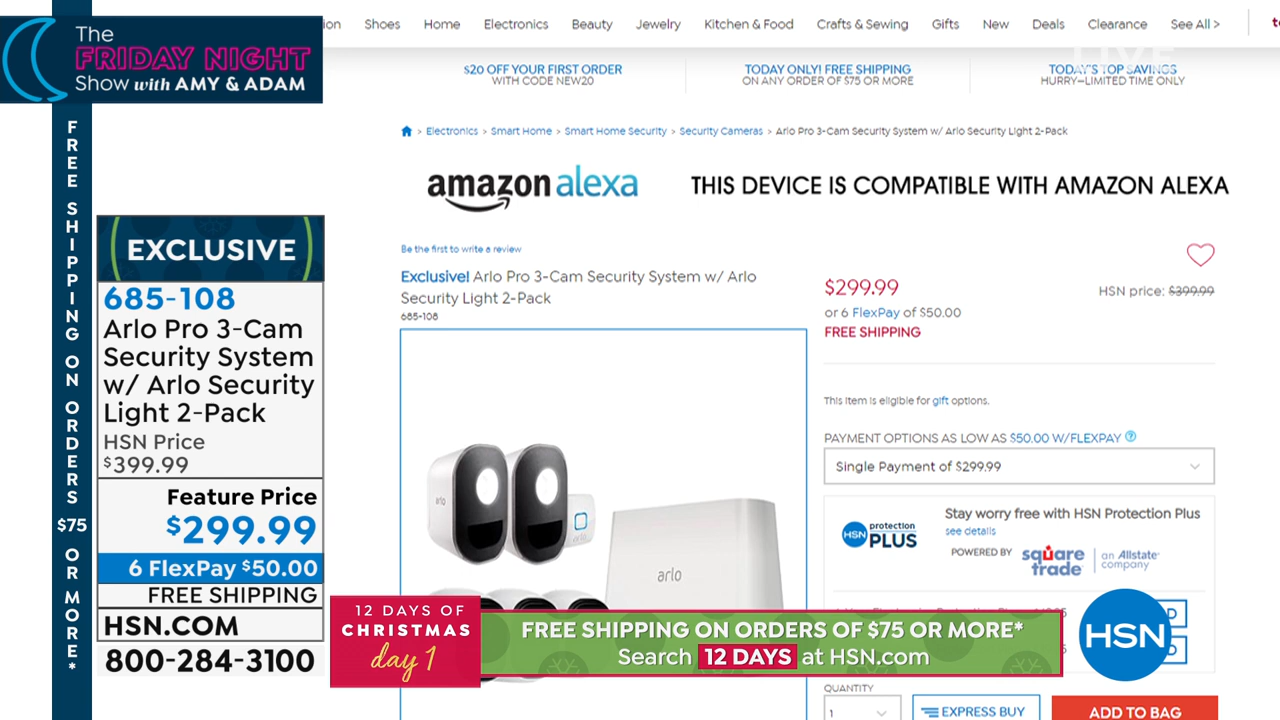 The
FRIDAY NIGHT
Show with AMY & ADAM
FREE SHIPPING ON ORDERS $75 OR MORE*
EXCLUSIVE
685-108
Arlo Pro 3-Cam
Security System
w/ Arlo Security
Light 2-Pack
HSN Price
$399.99
Feature Price
$299.99
6 FlexPay $50.00
FREE SHIPPING
HSN.COM
800-284-3100
Shoes Home Electronics Beauty Jewelry Kitchen & Food Crafts & Sewing Gifts New Deals Clearance See All >
LIVE
$20 OFF YOUR FIRST ORDER
WITH CODE NEW20
TODAY ONLY! FREE SHIPPING
ON ANY ORDER OF $75 OR MORE
TODAY'S TOP SAVINGS
HURRY—LIMITED TIME ONLY
> Electronics > Smart Home > Smart Home Security > Security Cameras > Arlo Pro 3-Cam Security System w/ Arlo Security Light 2-Pack
amazon alexa
THIS DEVICE IS COMPATIBLE WITH AMAZON ALEXA
Be the first to write a review
Exclusive! Arlo Pro 3-Cam Security System w/ Arlo
Security Light 2-Pack
685-108
$299.99
HSN price: $399.99
or 6 FlexPay of $50.00
FREE SHIPPING
This item is eligible for gift options.
PAYMENT OPTIONS AS LOW AS $50.00 W/FLEXPAY ?
Single Payment of $299.99
HSN protection PLUS
Stay worry free with HSN Protection Plus
see details
POWERED BY square trade | an Allstate company
arlo
arlo
12 DAYS OF
CHRISTMAS
day 1
FREE SHIPPING ON ORDERS OF $75 OR MORE*
Search 12 DAYS at HSN.com
HSN
QUANTITY
1
EXPRESS BUY
ADD TO BAG